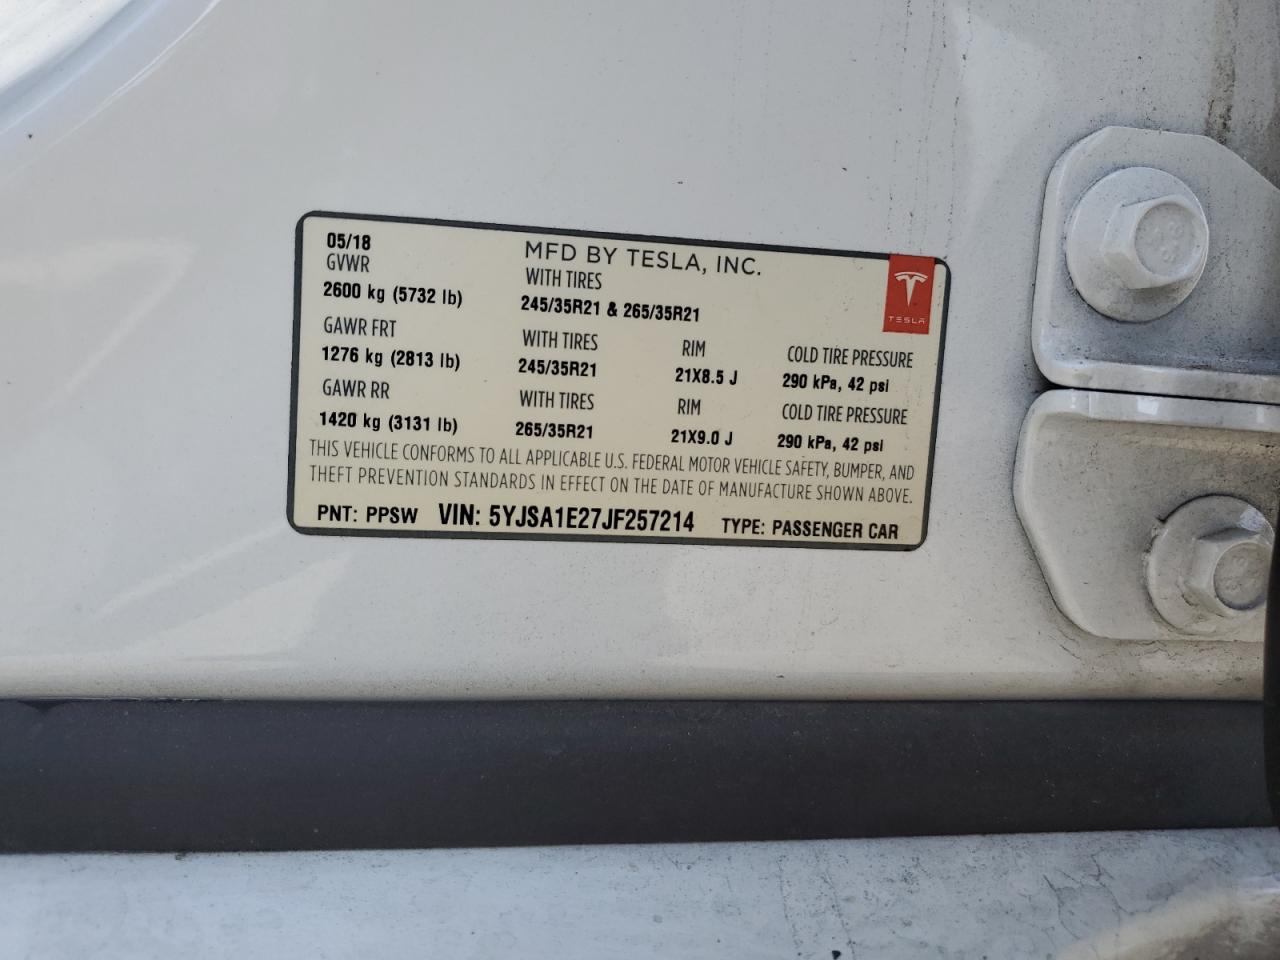 05/18 MFD BY TESLA, INC.
GVWR WITH TIRES
2600 kg (5732 lb) 245/35R21 & 265/35R21
TESLA
GAWR FRT WITH TIRES RIM COLD TIRE PRESSURE
1276 kg (2813 lb) 245/35R21 21X8.5 J 290 kPa, 42 psi
GAWR RR WITH TIRES RIM COLD TIRE PRESSURE
1420 kg (3131 lb) 265/35R21 21X9.0 J 290 kPa, 42 psi
THIS VEHICLE CONFORMS TO ALL APPLICABLE U.S. FEDERAL MOTOR VEHICLE SAFETY, BUMPER, AND
THEFT PREVENTION STANDARDS IN EFFECT ON THE DATE OF MANUFACTURE SHOWN ABOVE.
PNT: PPSW VIN: 5YJSA1E27JF257214 TYPE: PASSENGER CAR